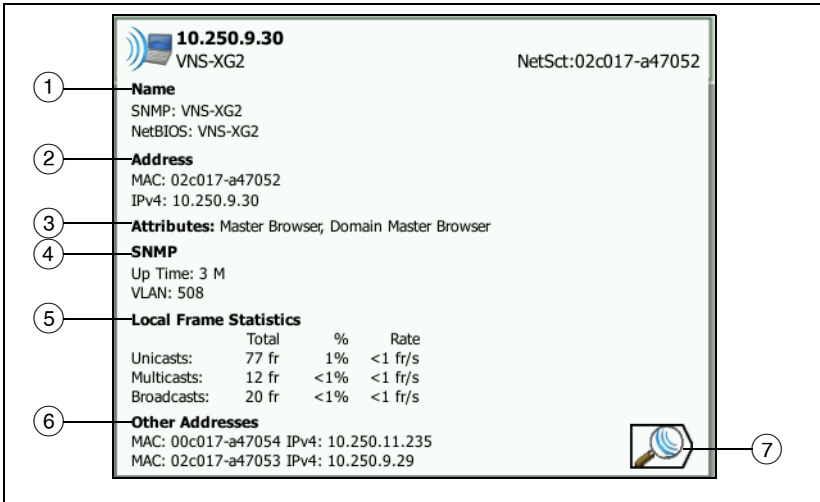 10.250.9.30
VNS-XG2 NetSct:02c017-a47052
1 Name
SNMP: VNS-XG2
NetBIOS: VNS-XG2
2 Address
MAC: 02c017-a47052
IPv4: 10.250.9.30
3 Attributes: Master Browser, Domain Master Browser
4 SNMP
Up Time: 3 M
VLAN: 508
5 Local Frame Statistics
Total % Rate
Unicasts: 77 fr 1% <1 fr/s
Multicasts: 12 fr <1% <1 fr/s
Broadcasts: 20 fr <1% <1 fr/s
6 Other Addresses
MAC: 00c017-a47054 IPv4: 10.250.11.235
MAC: 02c017-a47053 IPv4: 10.250.9.29
7